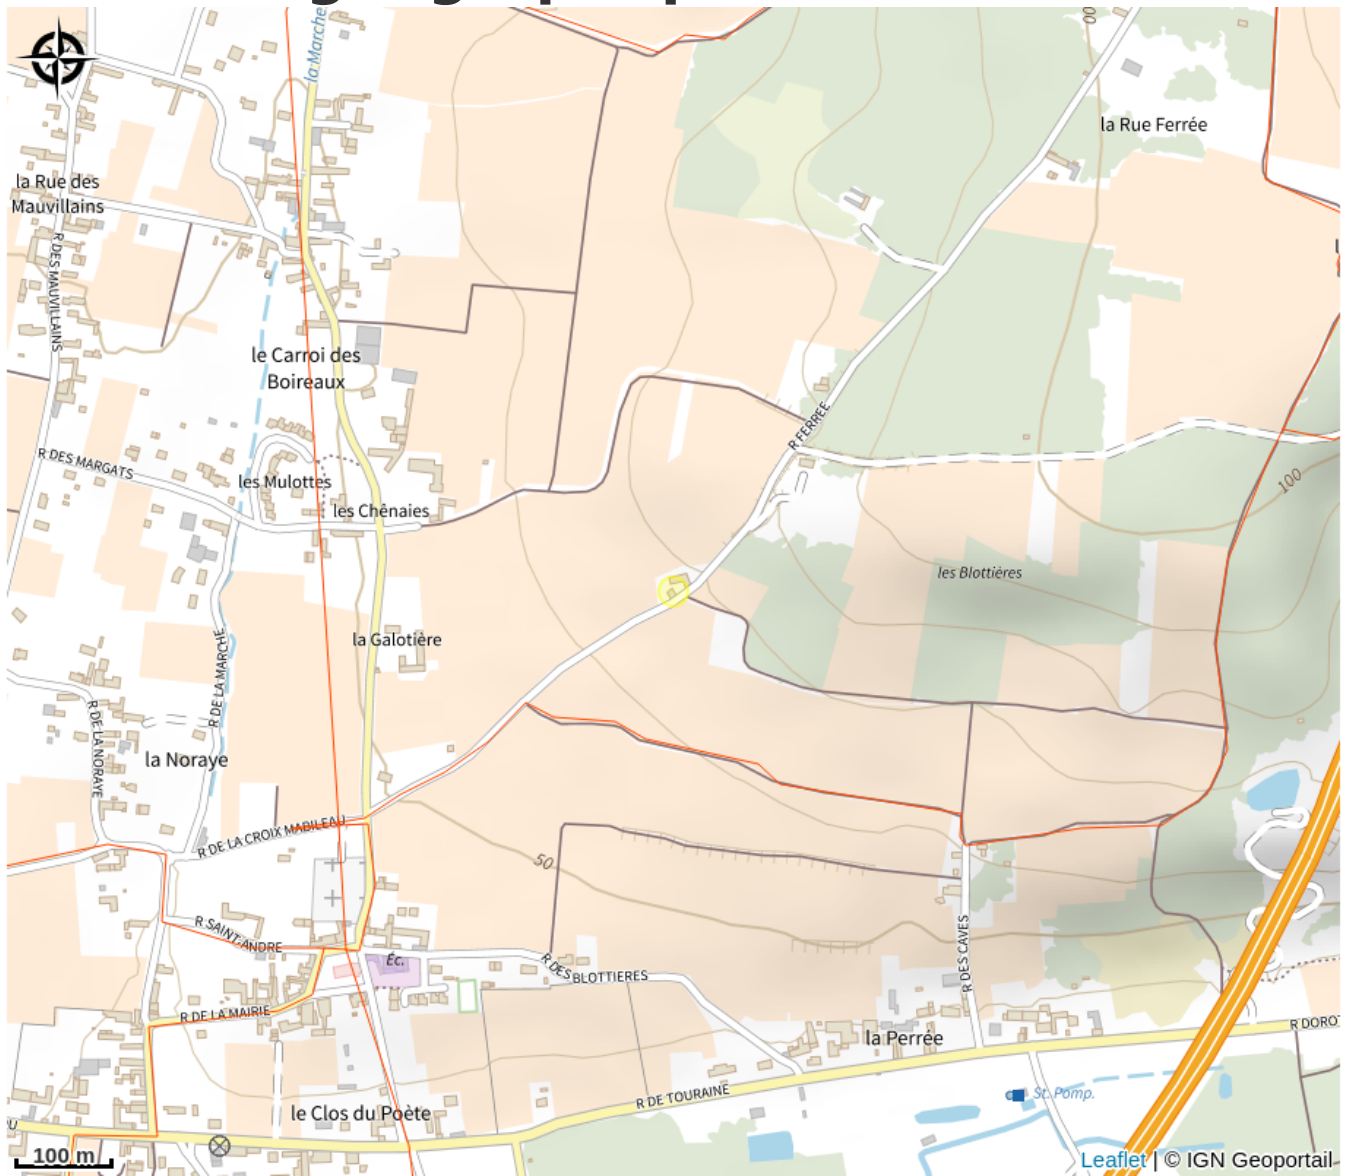 la Marche
00
la Rue Ferrée
la Rue des
Mauvillains
R DES MAUVILLAINS
le Carroi des
Boireaux
R FERREE
R DES MARGATS
les Mulottes
les Chênaies
100
les Blottières
la Galotière
R DE LA MARCHE
R DE LA NORAYE
la Noraye
R DE LA CROIX MABILEAU
50
R SAINT-ANDRE
Éc.
R DES BLOTTIERES
R DES CAVES
R DE LA MAIRIE
la Perrée
R DORO
St. Pomp.
R DE TOURAINE
le Clos du Poète
100 m
Leaflet | © IGN Geoportail